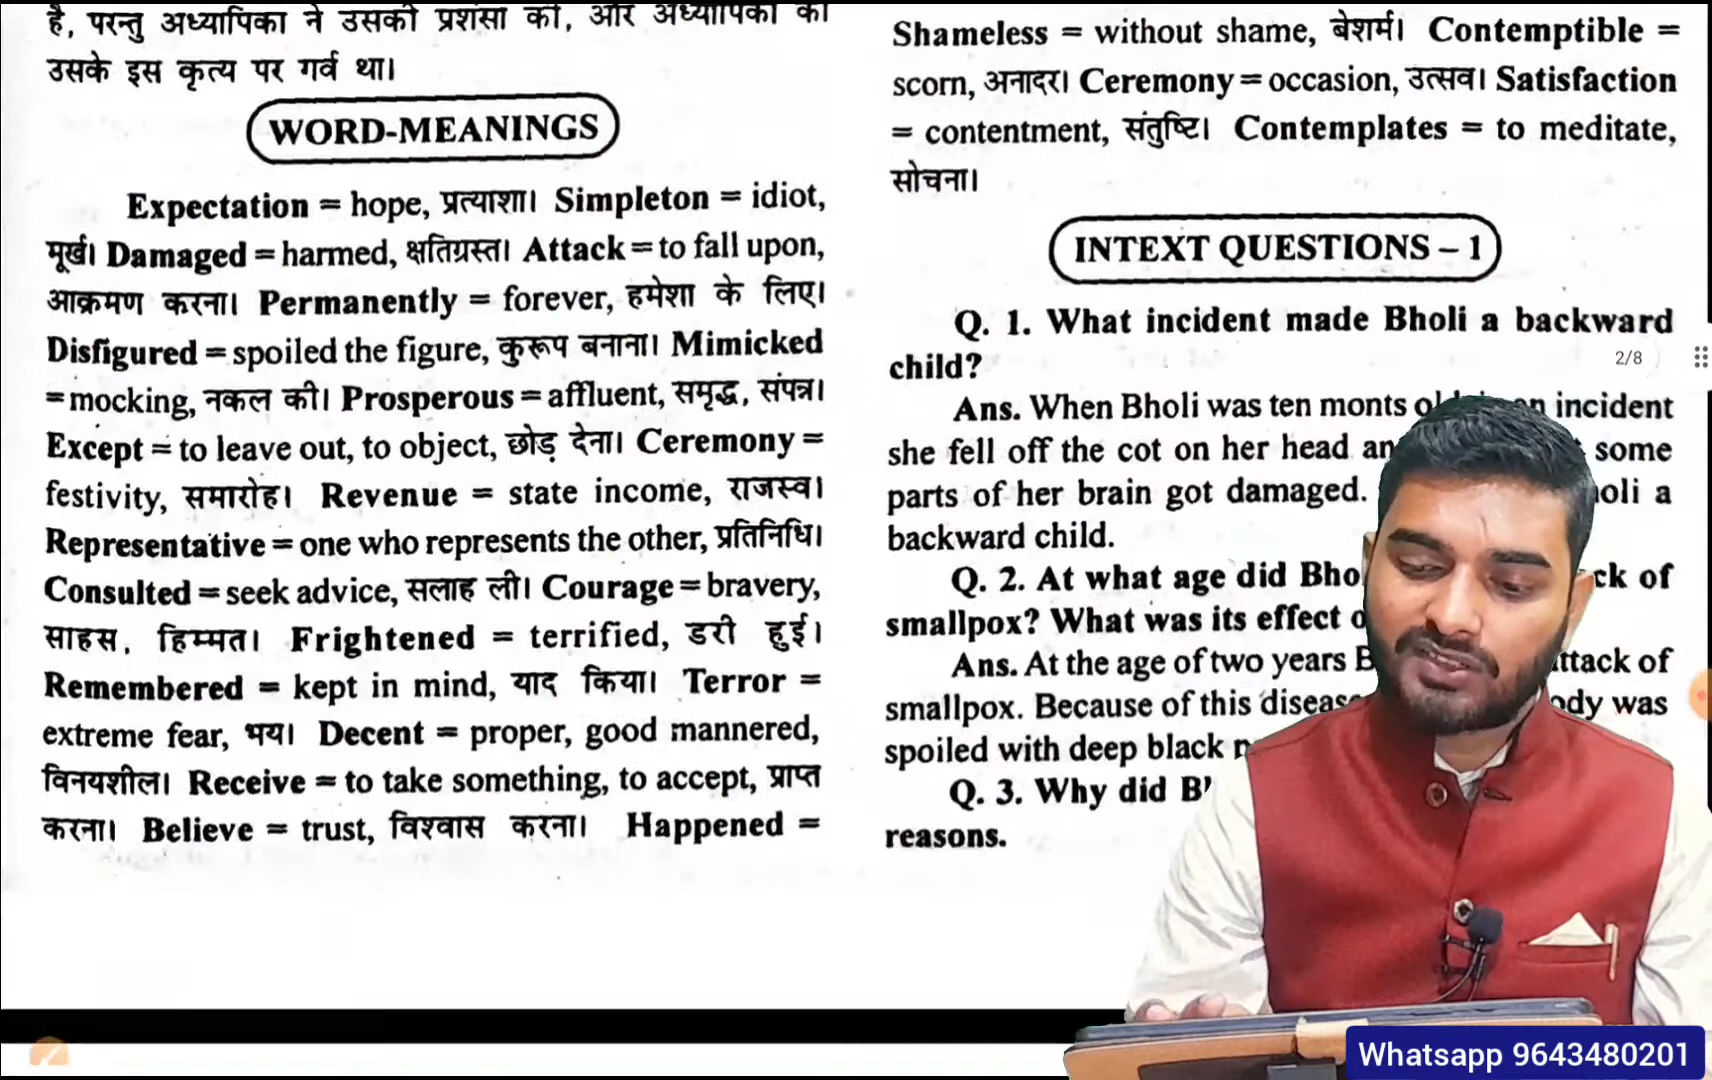 है, परन्तु अध्यापिका ने उसकी प्रशंसा की, और अध्यापिका को
उसके इस कृत्य पर गर्व था।
WORD-MEANINGS
Expectation = hope, प्रत्याशा। Simpleton = idiot,
मूर्ख। Damaged = harmed, क्षतिग्रस्त। Attack = to fall upon,
आक्रमण करना। Permanently = forever, हमेशा के लिए।
Disfigured = spoiled the figure, कुरूप बनाना। Mimicked
= mocking, नकल की। Prosperous = affluent, समृद्ध, संपन्न।
Except = to leave out, to object, छोड़ देना। Ceremony =
festivity, समारोह। Revenue = state income, राजस्व।
Representative = one who represents the other, प्रतिनिधि।
Consulted = seek advice, सलाह ली। Courage = bravery,
साहस, हिम्मत। Frightened = terrified, डरी हुई।
Remembered = kept in mind, याद किया। Terror =
extreme fear, भय। Decent = proper, good mannered,
विनयशील। Receive = to take something, to accept, प्राप्त
करना। Believe = trust, विश्वास करना। Happened =
Shameless = without shame, बेशर्म। Contemptible =
scorn, अनादर। Ceremony = occasion, उत्सव। Satisfaction
= contentment, संतुष्टि। Contemplates = to meditate,
सोचना।
INTEXT QUESTIONS – 1
Q. 1. What incident made Bholi a backward
child?
2/8
Ans. When Bholi was ten monts incident
she fell off the cot on her head some
parts of her brain got damaged. a
backward child.
Q. 2. At what age did of
smallpox? What was its effect
Ans. At the age of two years of
smallpox. Because of this was
spoiled with deep black
Q. 3. Why did
reasons.
Whatsapp 9643480201